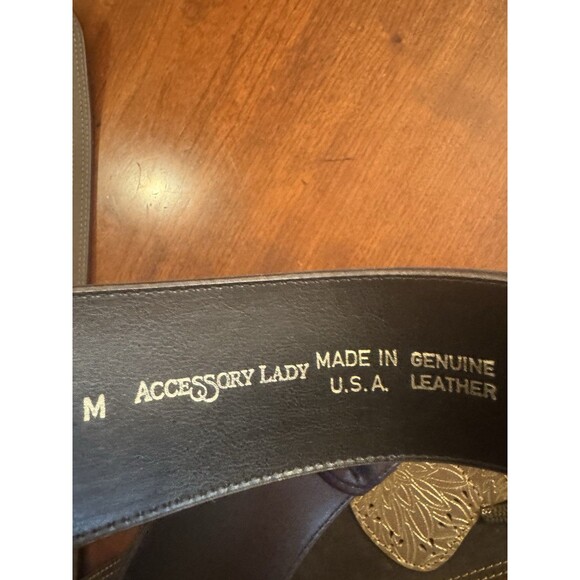 M
ACCESSORY LADY
MADE IN
U.S.A.
GENUINE
LEATHER